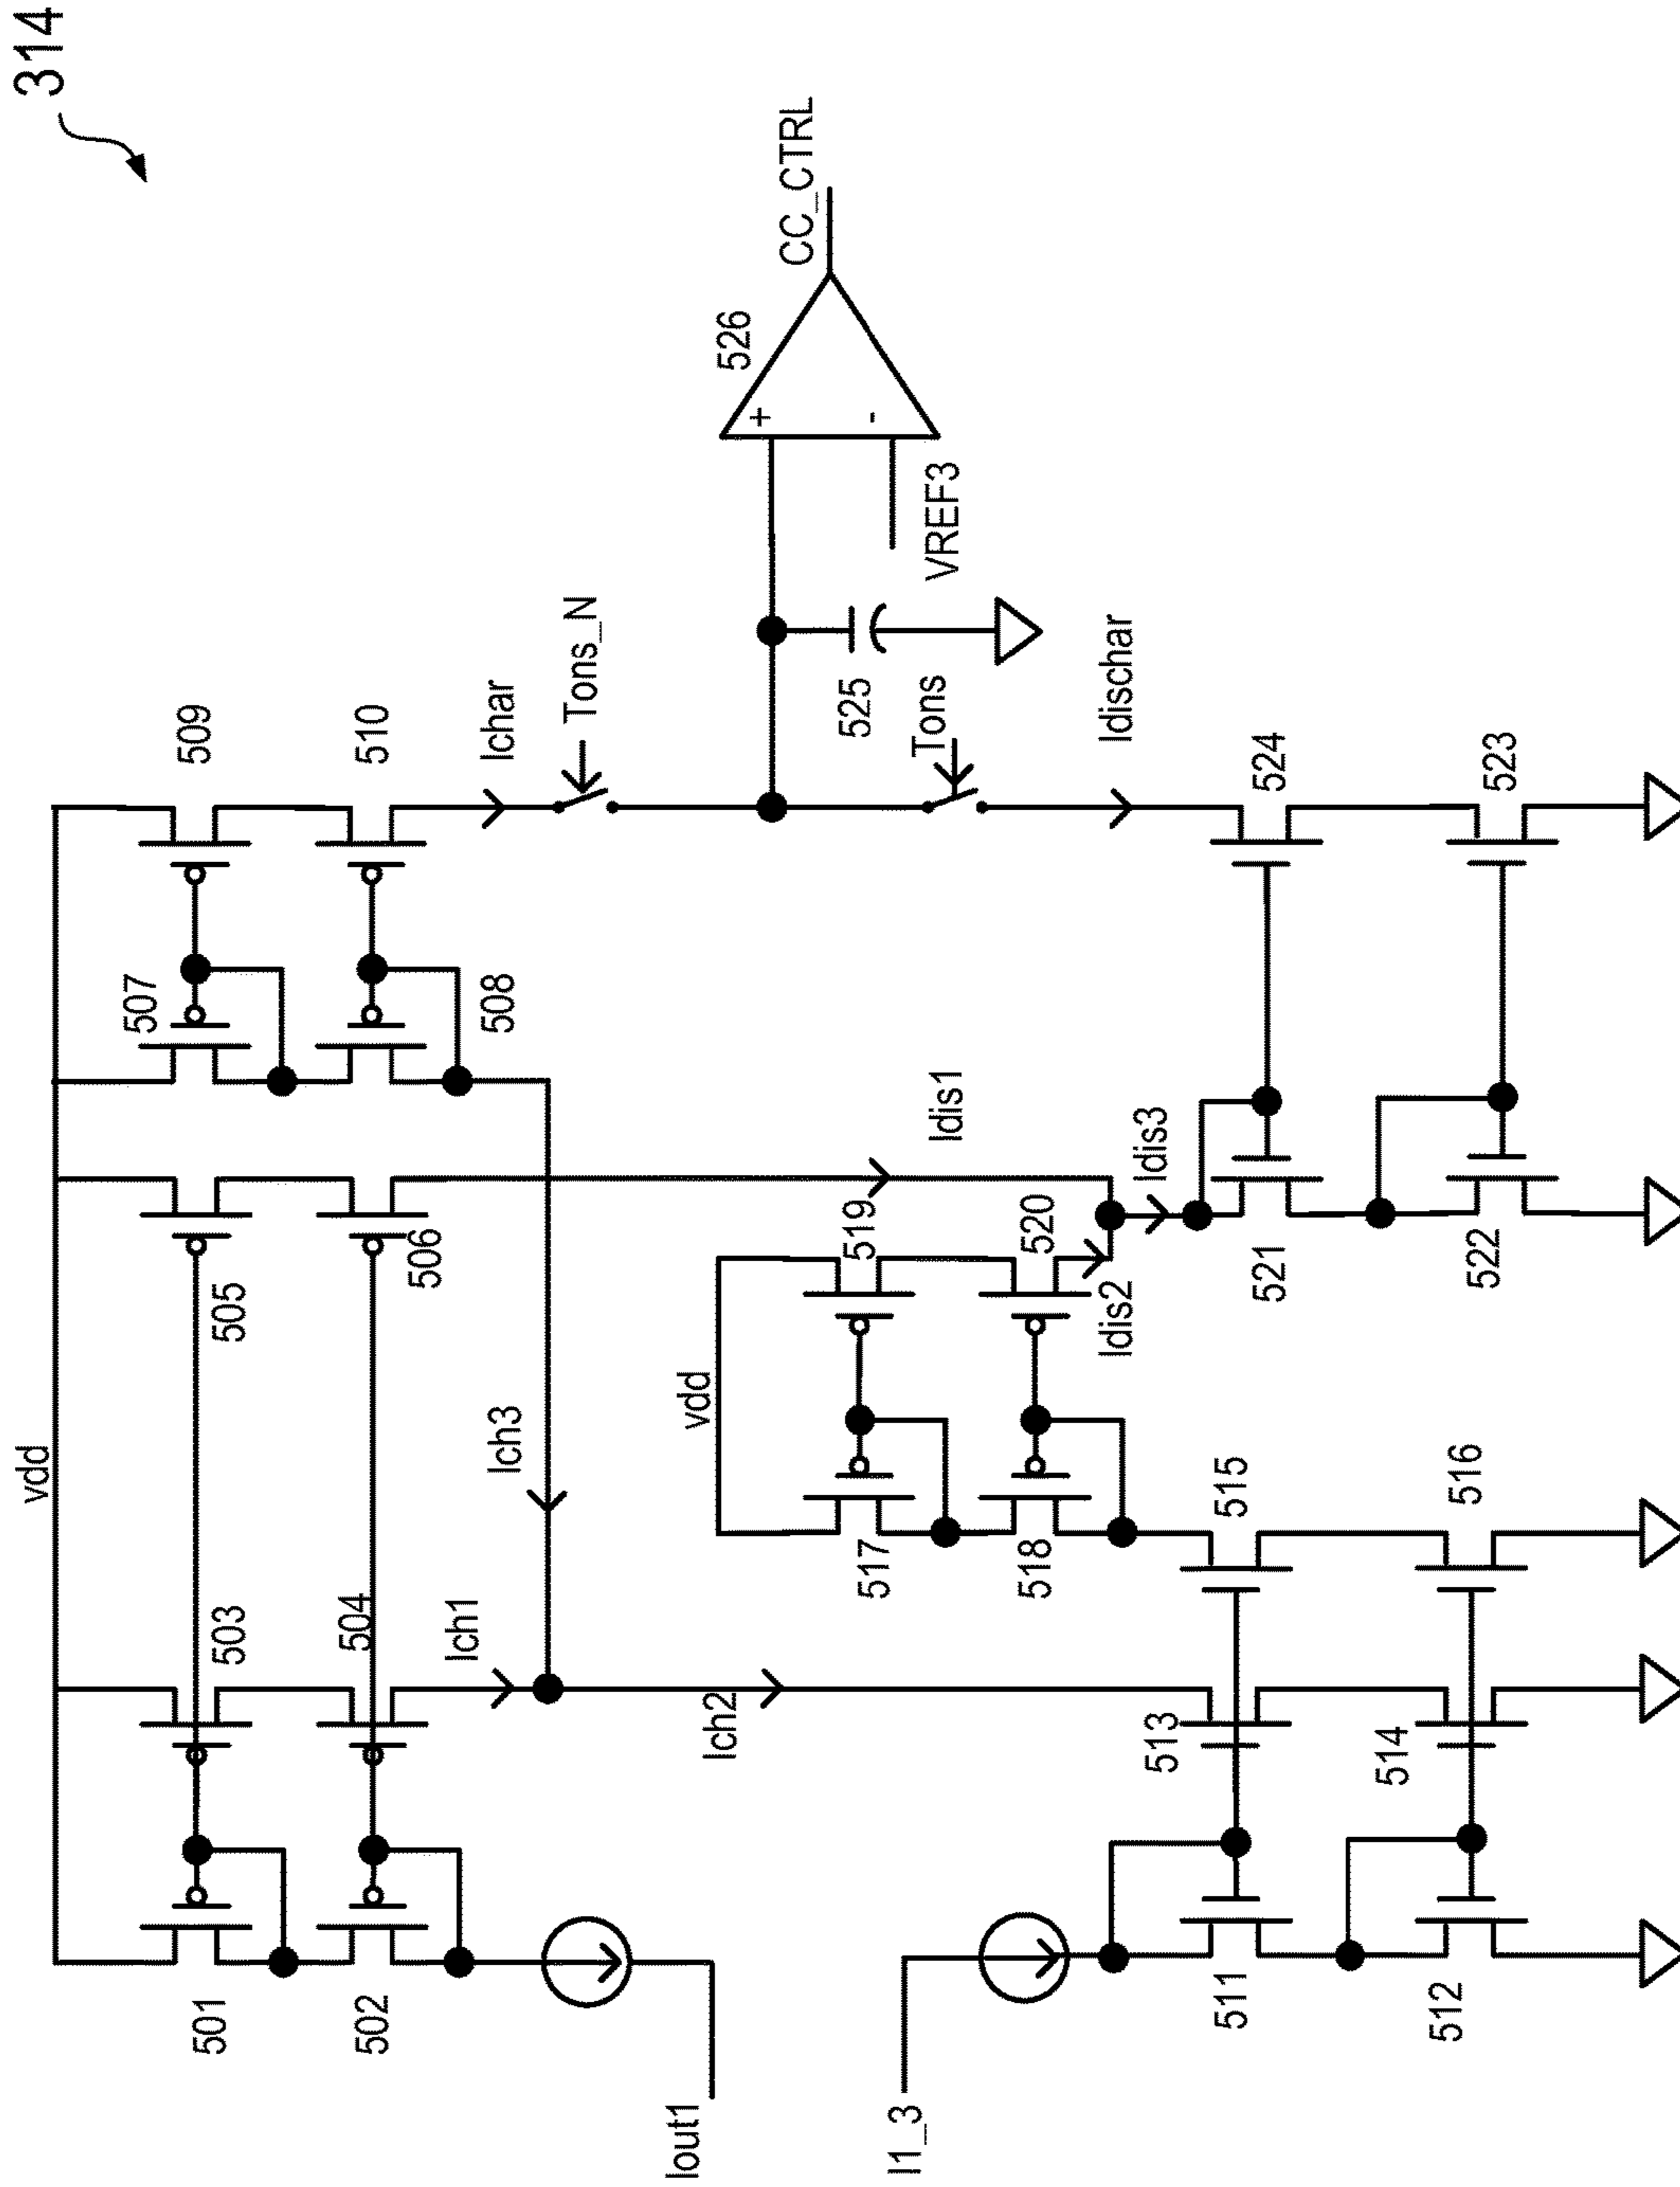 314
vdd
501
502
503
504
505
506
507
508
509
510
Ich1
Ich2
Ich3
Ichar
Tons_N
Iout1
I1_3
vdd
517
518
519
520
Idis1
Idis2
Idis3
511
512
513
514
515
516
521
522
523
524
Idischar
Tons
525
VREF3
+
-
526
CC_CTRL